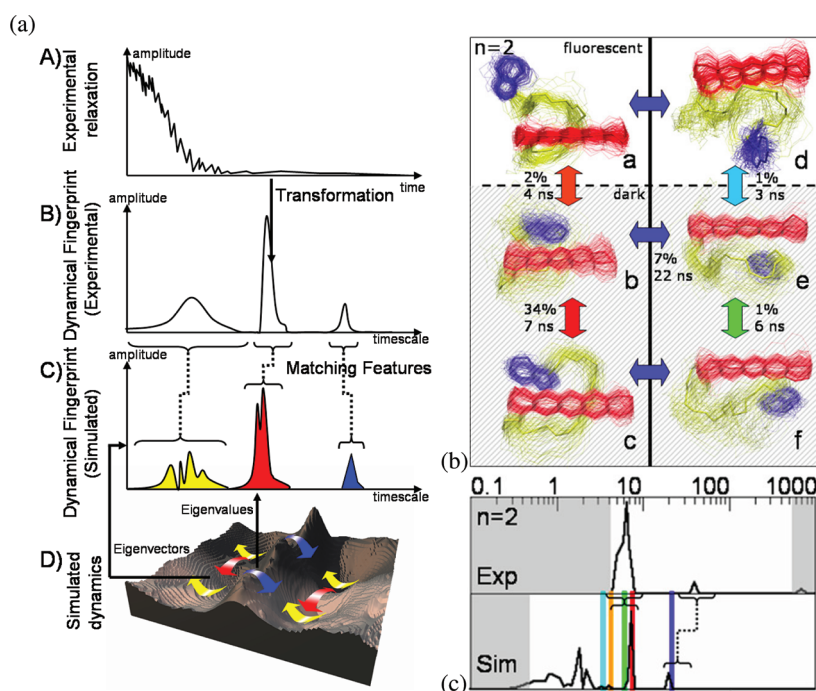 (a)
A)
amplitude
Experimental
relaxation
time
Transformation
B)
amplitude
Dynamical Fingerprint
(Experimental)
timescale
C)
amplitude
Matching Features
Dynamical Fingerprint
(Simulated)
timescale
Eigenvalues
D)
Eigenvectors
Simulated
dynamics
(b)
n=2
fluorescent
a
d
2%
4 ns
dark
1%
3 ns
b
7%
22 ns
e
34%
7 ns
1%
6 ns
c
f
(c)
0.1 1 10 100 1000
n=2
Exp
Sim